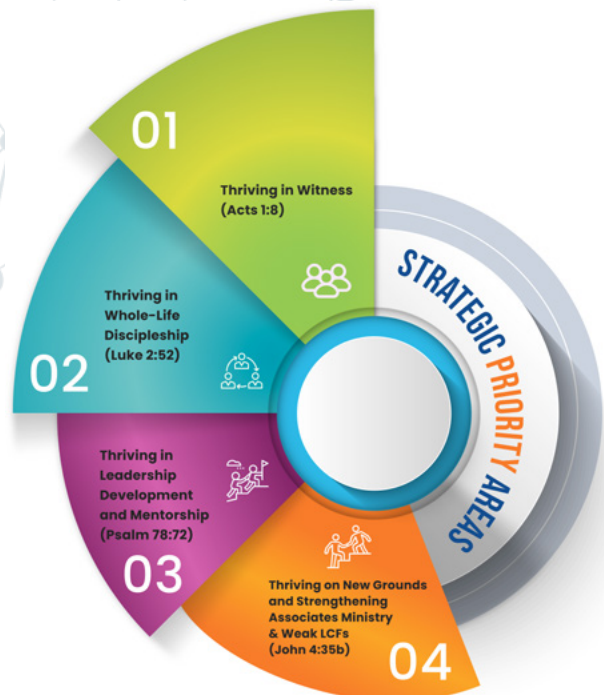 01
Thriving in Witness
(Acts 1:8)
02
Thriving in
Whole-Life
Discipleship
(Luke 2:52)
03
Thriving in
Leadership
Development
and Mentorship
(Psalm 78:72)
04
Thriving on New Grounds
and Strengthening
Associates Ministry
& Weak LCFs
(John 4:35b)
STRATEGIC PRIORITY AREAS